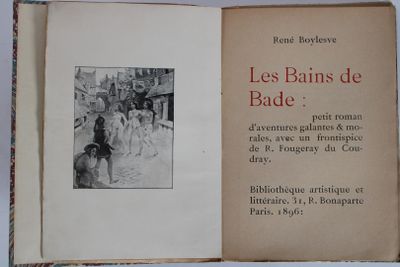 René Boylesve
Les Bains de
Bade :
petit roman
d'aventures galantes & mo-
rales, avec un frontispice
de R. Fougeray du Cou-
dray.
Bibliothèque artistique et
littéraire. 31, R. Bonaparte
Paris. 1896: